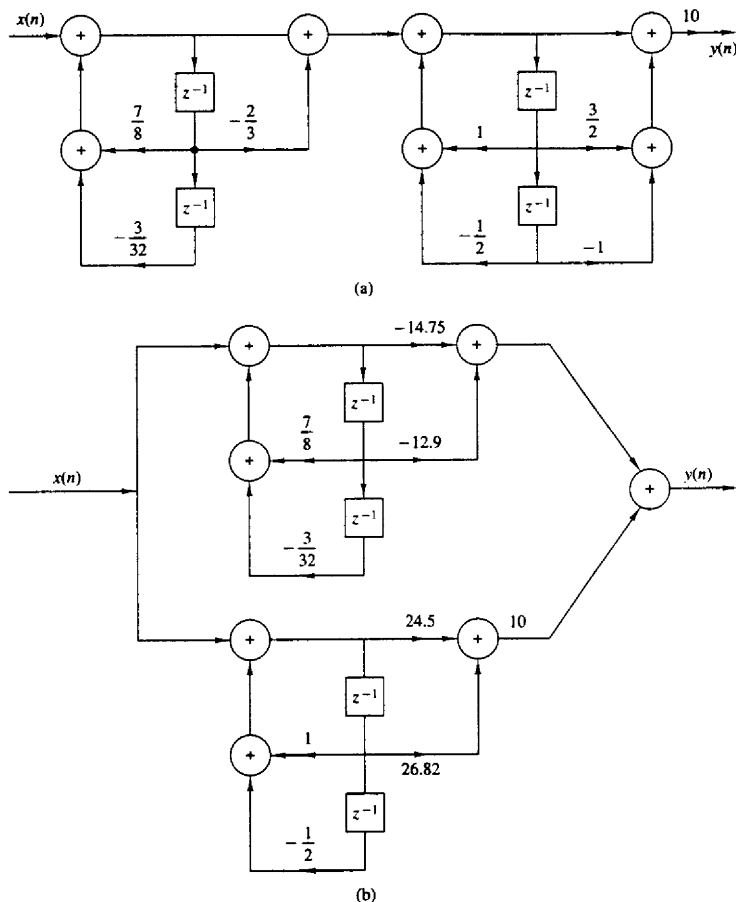 x(n)
+
+
+
+
10
y(n)
z⁻¹
z⁻¹
7/8
−2/3
1
3/2
+
+
+
z⁻¹
z⁻¹
−3/32
−1/2
−1
(a)
−14.75
+
+
z⁻¹
7/8
−12.9
+
x(n)
+
y(n)
z⁻¹
−3/32
24.5
10
+
+
z⁻¹
1
+
26.82
z⁻¹
−1/2
(b)